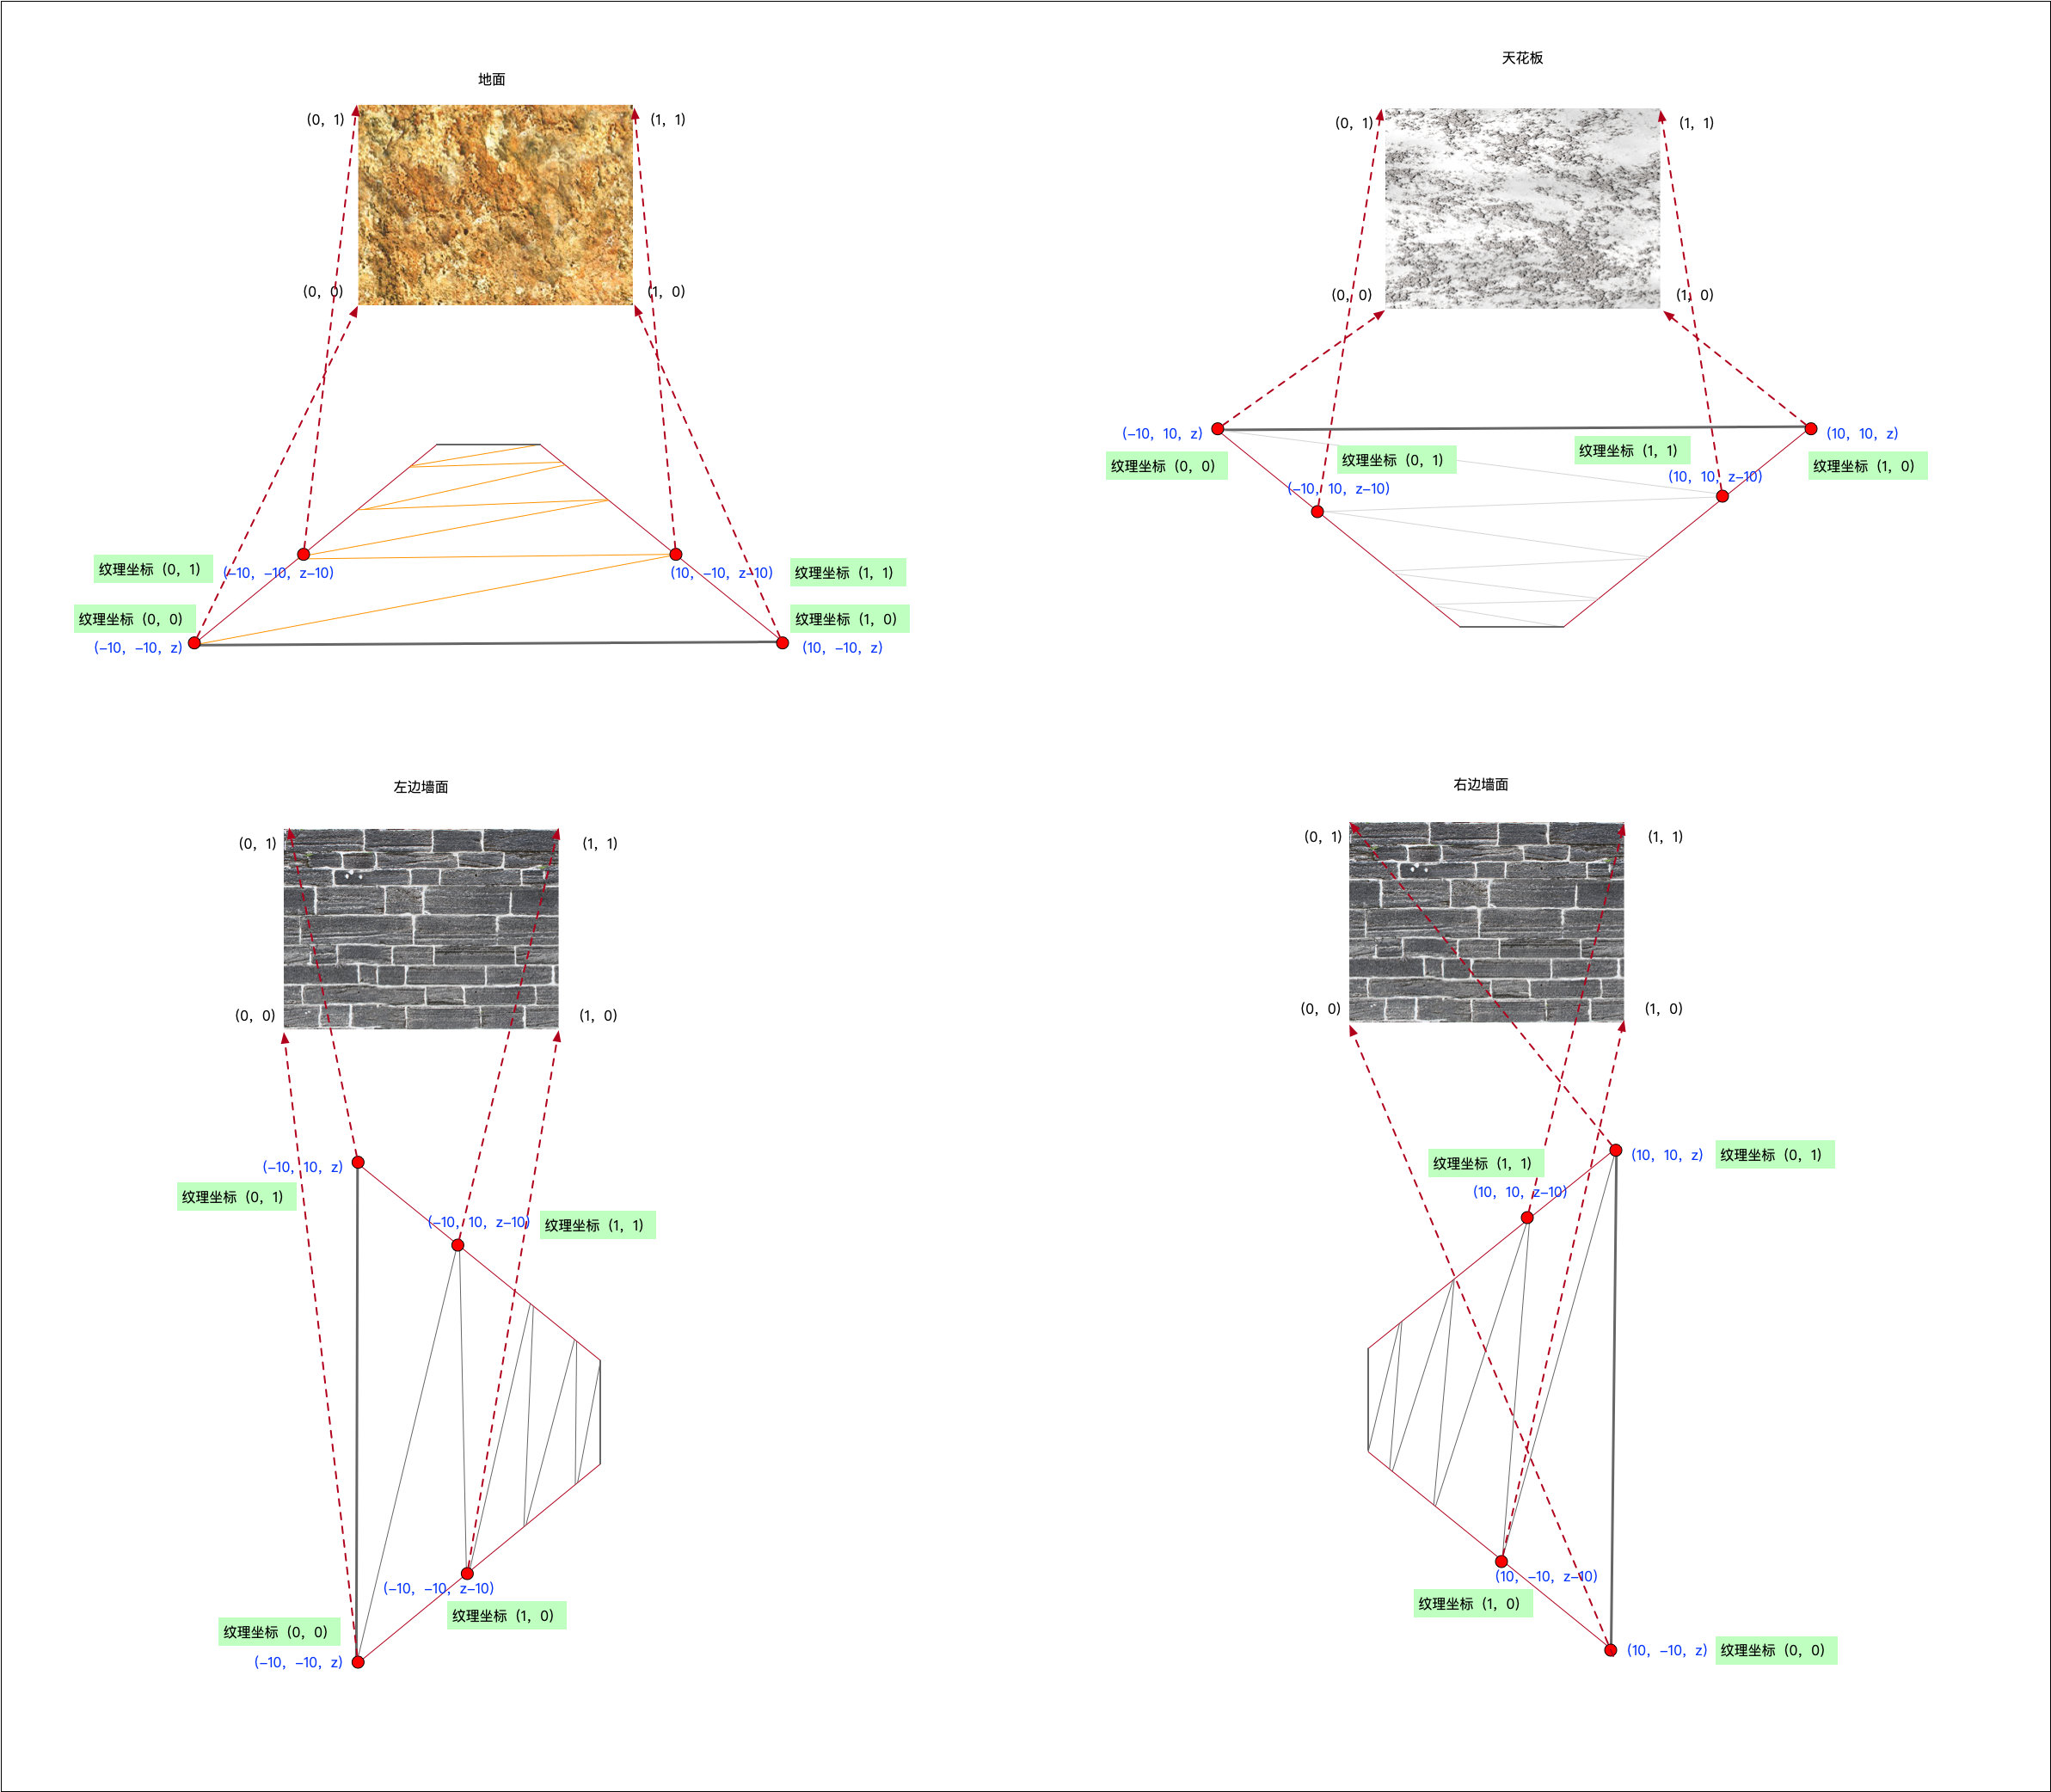 地面
(0, 1)
(1, 1)
(0, 0)
(1, 0)
纹理坐标 (0, 1)
(-10, -10, z-10)
(10, -10, z-10)
纹理坐标 (1, 1)
纹理坐标 (0, 0)
纹理坐标 (1, 0)
(-10, -10, z)
(10, -10, z)
天花板
(0, 1)
(1, 1)
(0, 0)
(1, 0)
(-10, 10, z)
(10, 10, z)
纹理坐标 (0, 0)
纹理坐标 (0, 1)
纹理坐标 (1, 1)
纹理坐标 (1, 0)
(-10, 10, z-10)
(10, 10, z-10)
左边墙面
(0, 1)
(1, 1)
(0, 0)
(1, 0)
(-10, 10, z)
纹理坐标 (0, 1)
(-10, 10, z-10)
纹理坐标 (1, 1)
(-10, -10, z-10)
纹理坐标 (1, 0)
纹理坐标 (0, 0)
(-10, -10, z)
右边墙面
(0, 1)
(1, 1)
(0, 0)
(1, 0)
纹理坐标 (1, 1)
(10, 10, z)
纹理坐标 (0, 1)
(10, 10, z-10)
(10, -10, z-10)
纹理坐标 (1, 0)
(10, -10, z)
纹理坐标 (0, 0)